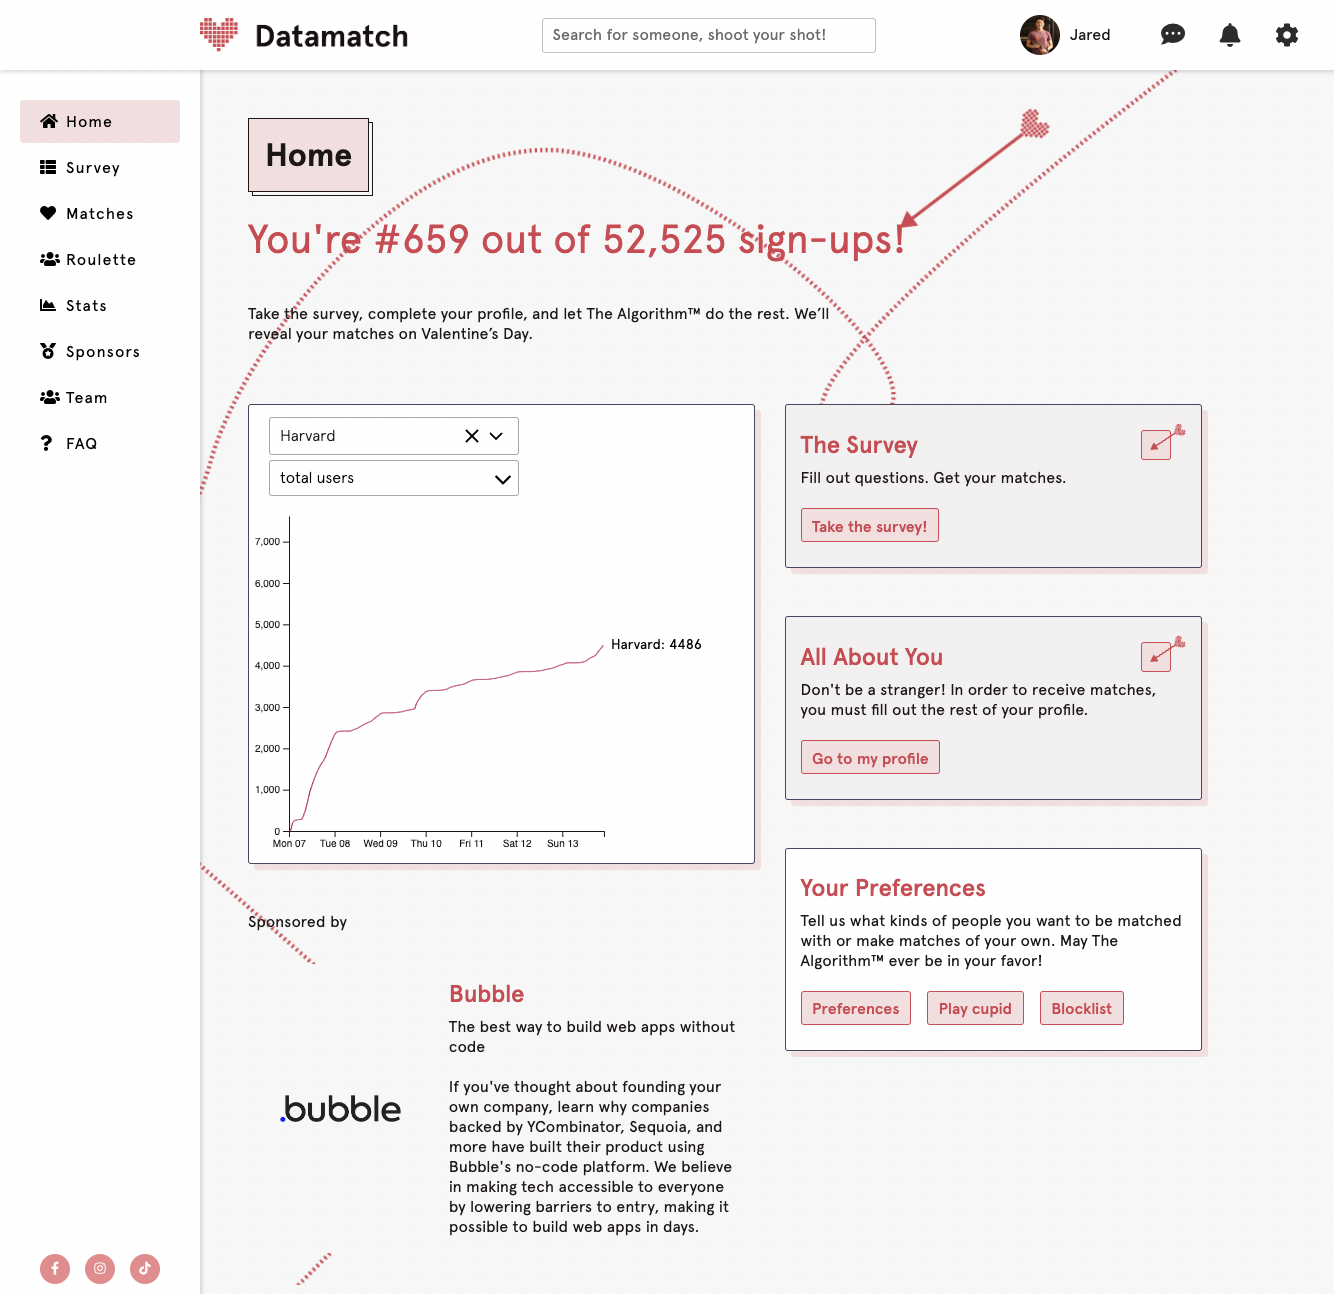 Datamatch
Search for someone, shoot your shot!
Jared
Home
Survey
Matches
Roulette
Stats
Sponsors
Team
FAQ
Home
You're #659 out of 52,525 sign-ups!
Take the survey, complete your profile, and let The Algorithm™ do the rest. We’ll
reveal your matches on Valentine’s Day.
Harvard
total users
7,000
6,000
5,000
4,000
3,000
2,000
1,000
0
Harvard: 4486
Mon 07 Tue 08 Wed 09 Thu 10 Fri 11 Sat 12 Sun 13
The Survey
Fill out questions. Get your matches.
Take the survey!
All About You
Don't be a stranger! In order to receive matches,
you must fill out the rest of your profile.
Go to my profile
Your Preferences
Tell us what kinds of people you want to be matched
with or make matches of your own. May The
Algorithm™ ever be in your favor!
Preferences Play cupid Blocklist
Sponsored by
.bubble
Bubble
The best way to build web apps without
code
If you've thought about founding your
own company, learn why companies
backed by YCombinator, Sequoia, and
more have built their product using
Bubble's no-code platform. We believe
in making tech accessible to everyone
by lowering barriers to entry, making it
possible to build web apps in days.